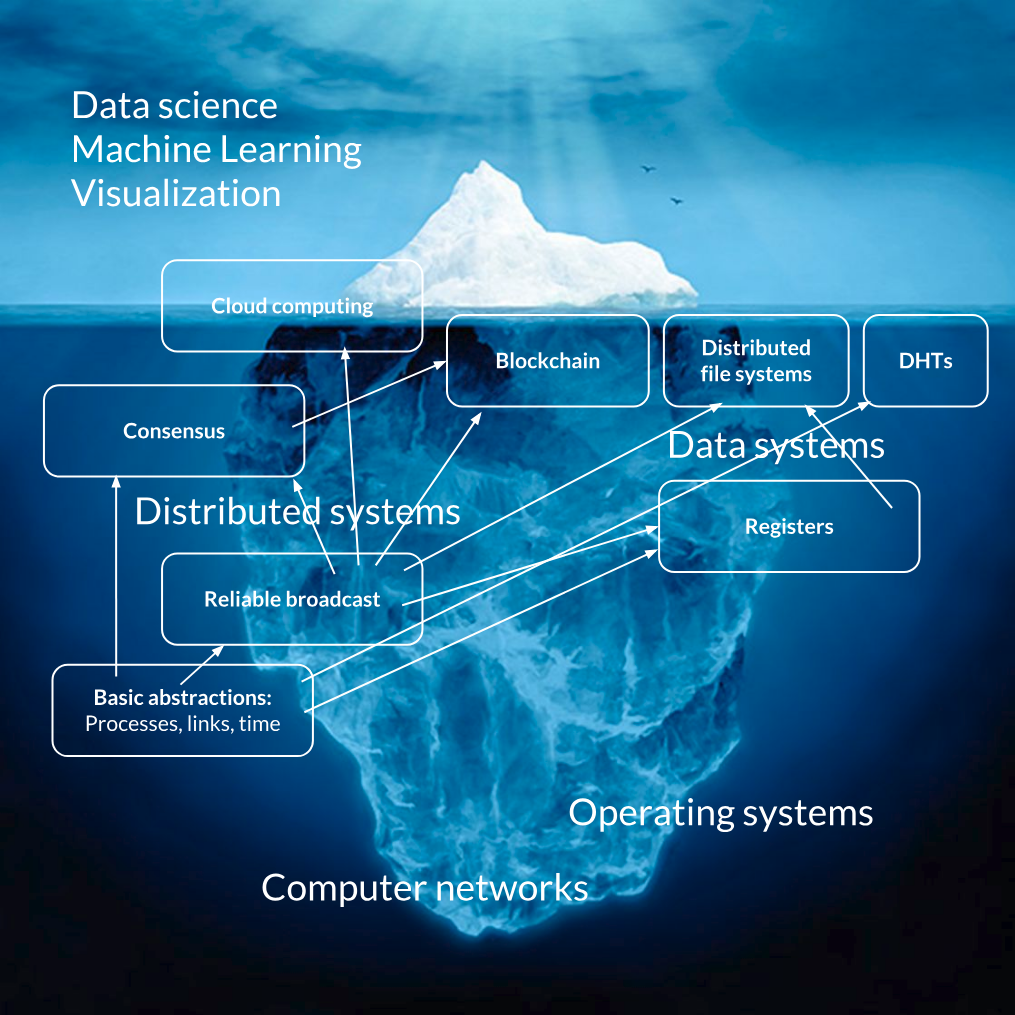 Data science
Machine Learning
Visualization
Cloud computing
Blockchain
Distributed
file systems
DHTs
Consensus
Data systems
Distributed systems
Registers
Reliable broadcast
Basic abstractions:
Processes, links, time
Operating systems
Computer networks